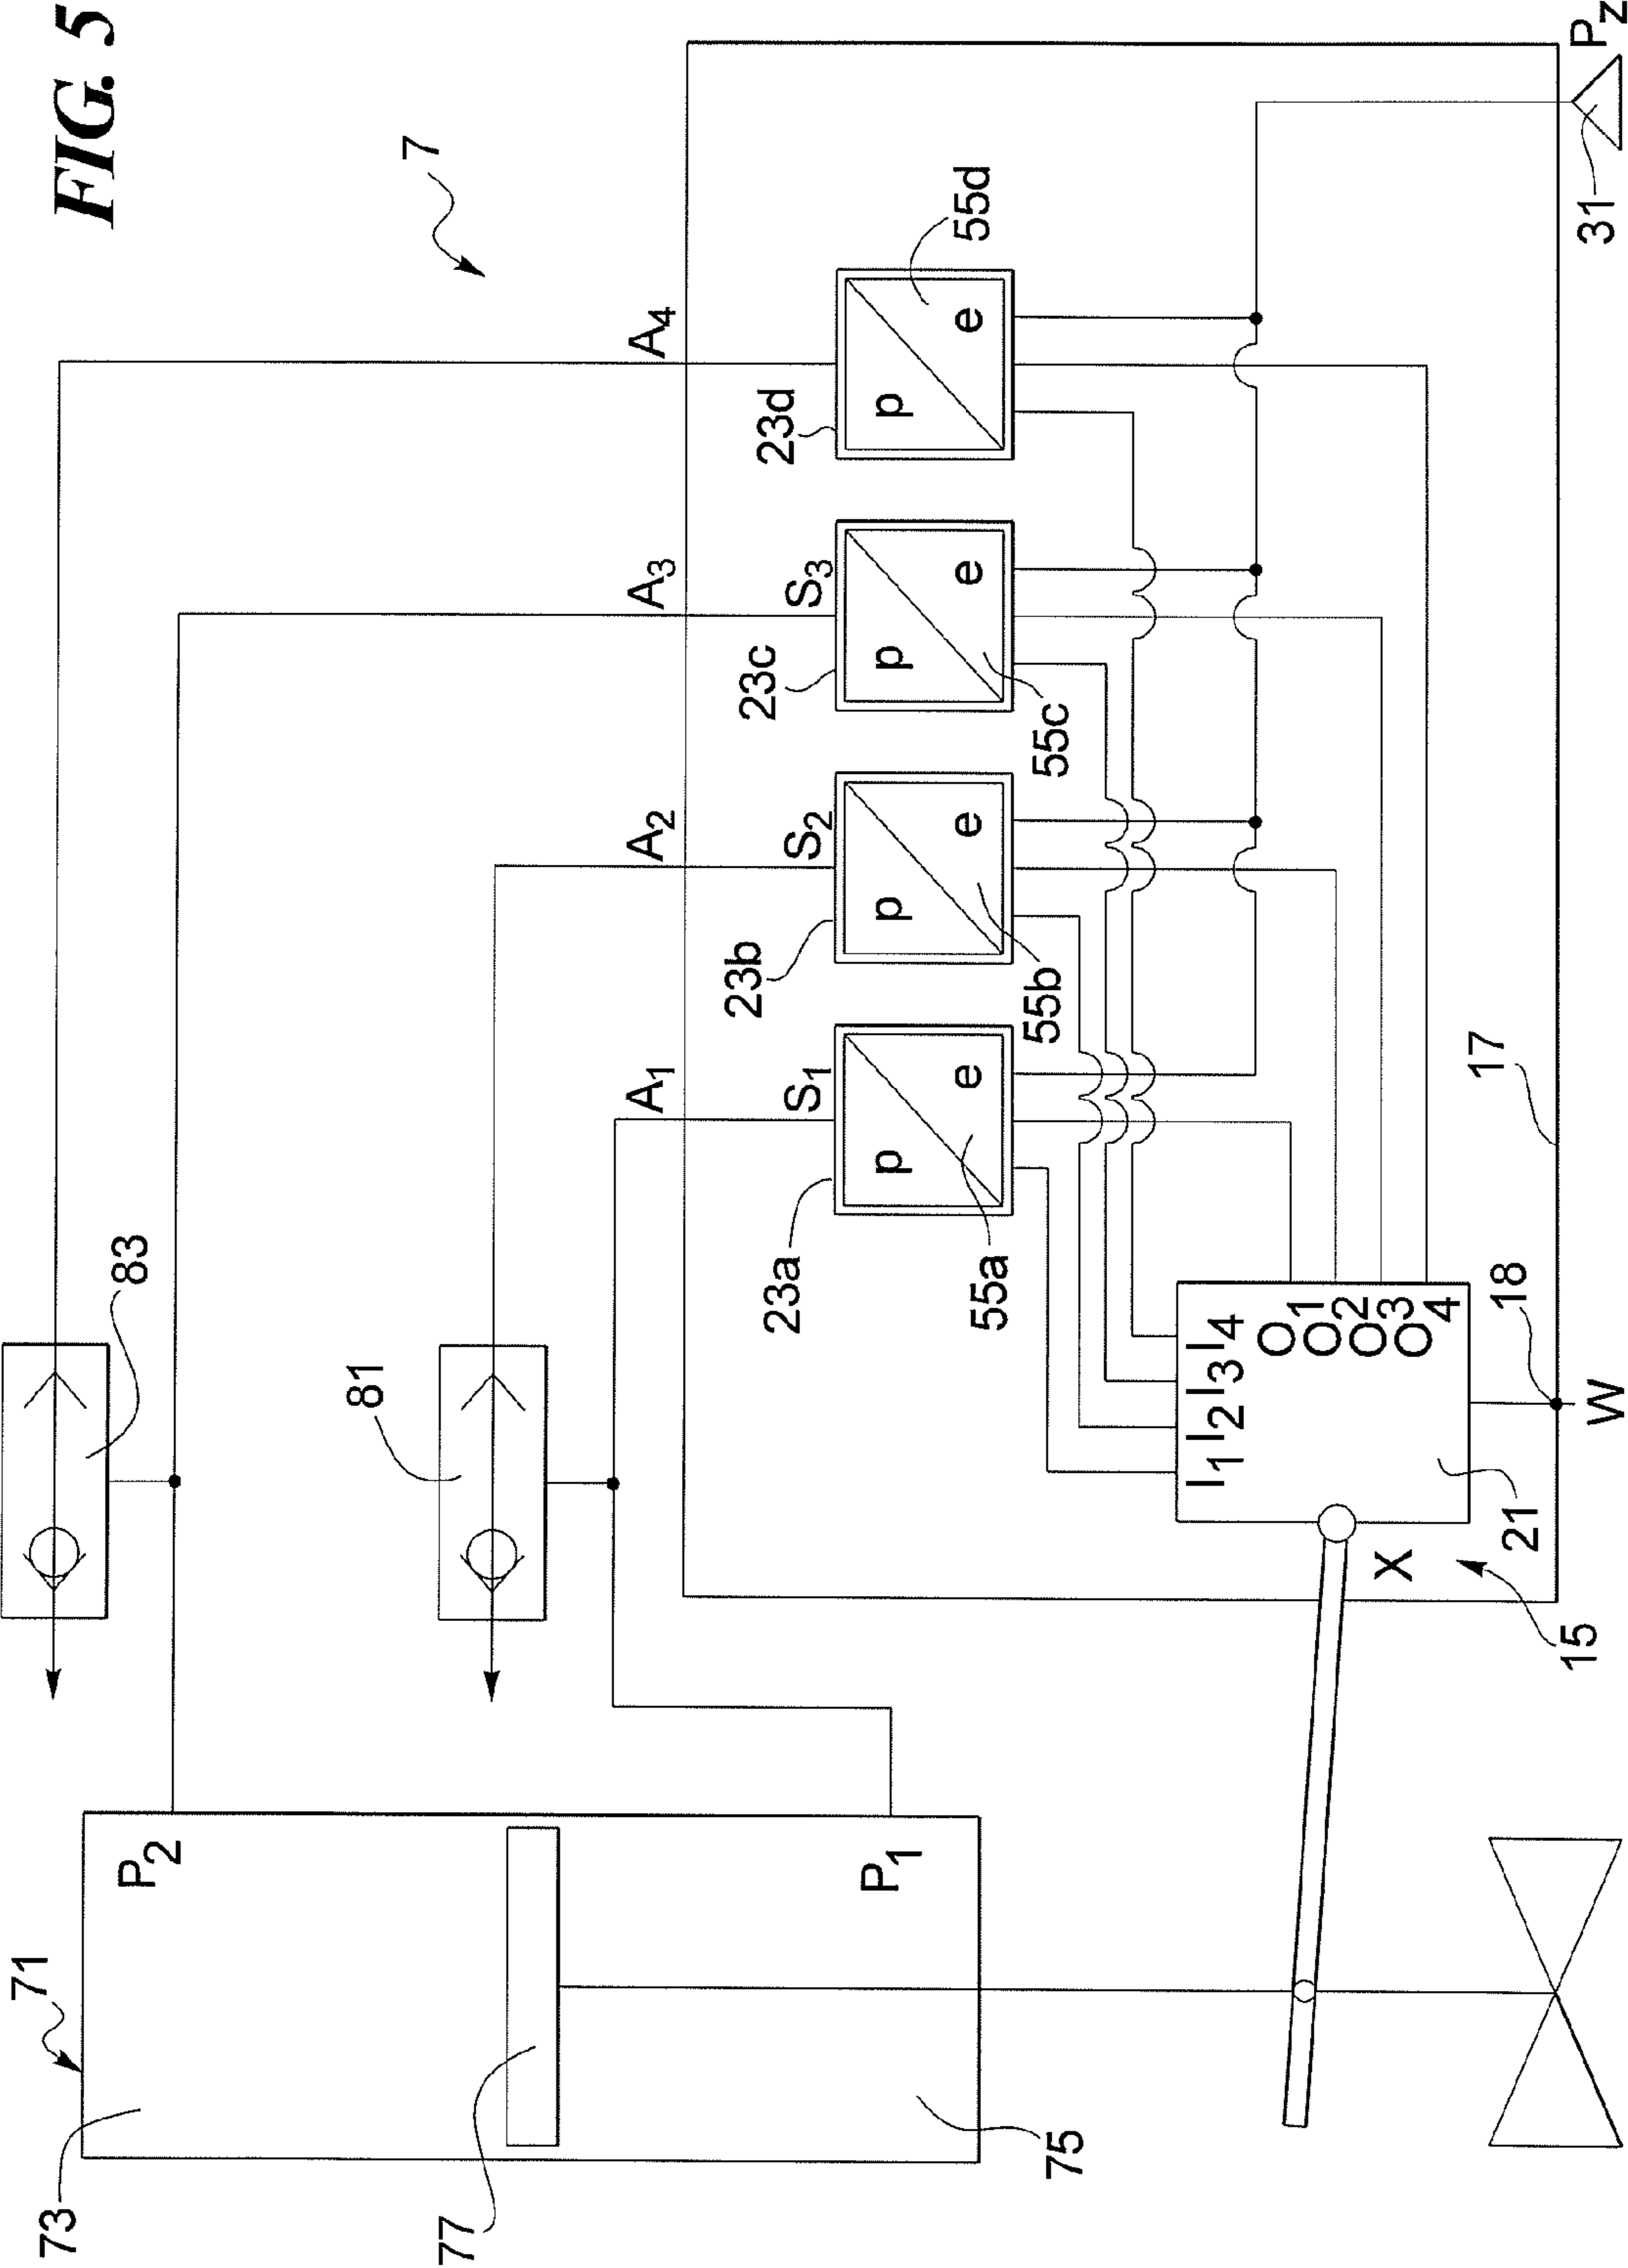 FIG. 5
7
71
73
P2
77
75
P1
83
81
A1
A2
A3
A4
23a
S1
p
e
55a
23b
S2
p
e
55b
23c
S3
p
e
55c
23d
p
e
55d
I1 I2 I3 I4
O1
O2
O3
O4
X
21
15
18
W
17
31
Pz